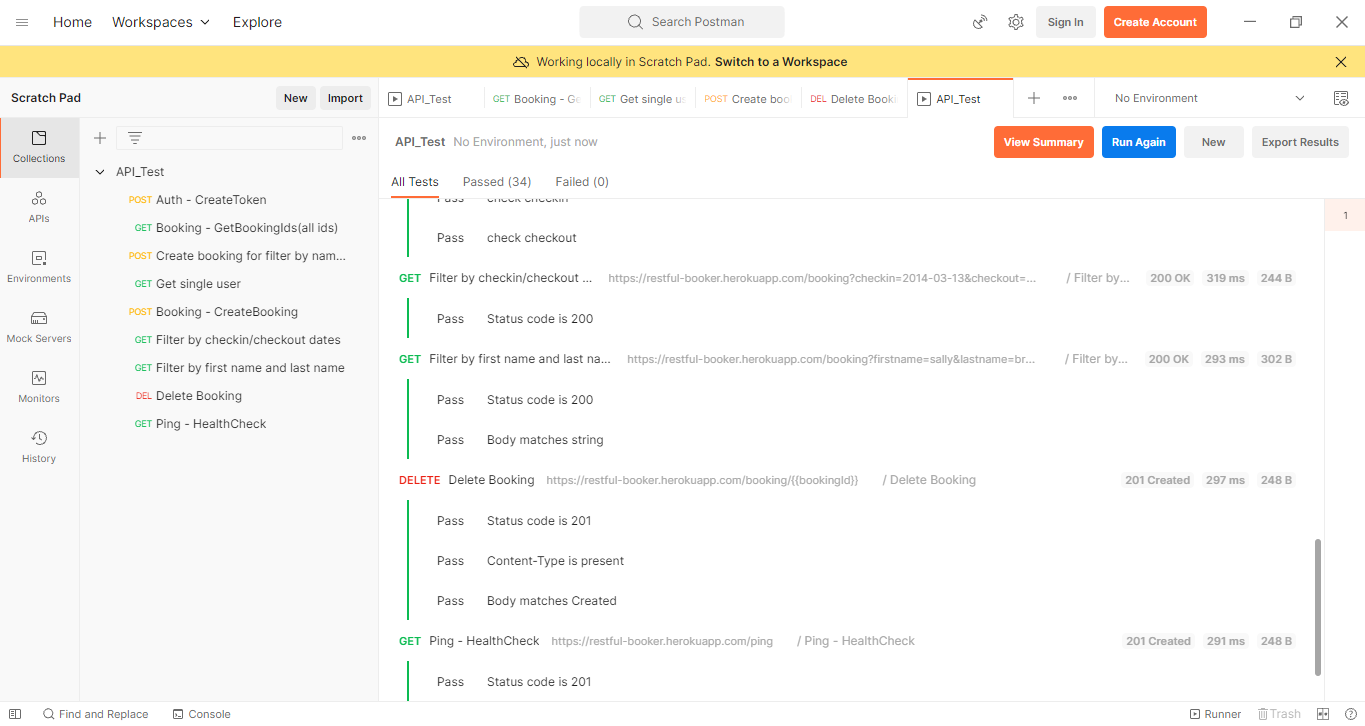 Home Workspaces Explore Search Postman Sign In Create Account
Working locally in Scratch Pad. Switch to a Workspace
Scratch Pad New Import API_Test GET Booking - Ge GET Get single us POST Create boo DEL Delete Booki API_Test No Environment
Collections
APIs
Environments
Mock Servers
Monitors
History
API_Test
POST Auth - CreateToken
GET Booking - GetBookingIds(all ids)
POST Create booking for filter by nam...
GET Get single user
POST Booking - CreateBooking
GET Filter by checkin/checkout dates
GET Filter by first name and last name
DEL Delete Booking
GET Ping - HealthCheck
API_Test No Environment, just now View Summary Run Again New Export Results
All Tests Passed (34) Failed (0)
Pass check checkin
1
Pass check checkout
GET Filter by checkin/checkout ... https://restful-booker.herokuapp.com/booking?checkin=2014-03-13&checkout=... / Filter by... 200 OK 319 ms 244 B
Pass Status code is 200
GET Filter by first name and last na... https://restful-booker.herokuapp.com/booking?firstname=sally&lastname=br... / Filter by... 200 OK 293 ms 302 B
Pass Status code is 200
Pass Body matches string
DELETE Delete Booking https://restful-booker.herokuapp.com/booking/{{bookingId}} / Delete Booking 201 Created 297 ms 248 B
Pass Status code is 201
Pass Content-Type is present
Pass Body matches Created
GET Ping - HealthCheck https://restful-booker.herokuapp.com/ping / Ping - HealthCheck 201 Created 291 ms 248 B
Pass Status code is 201
Find and Replace Console Runner Trash